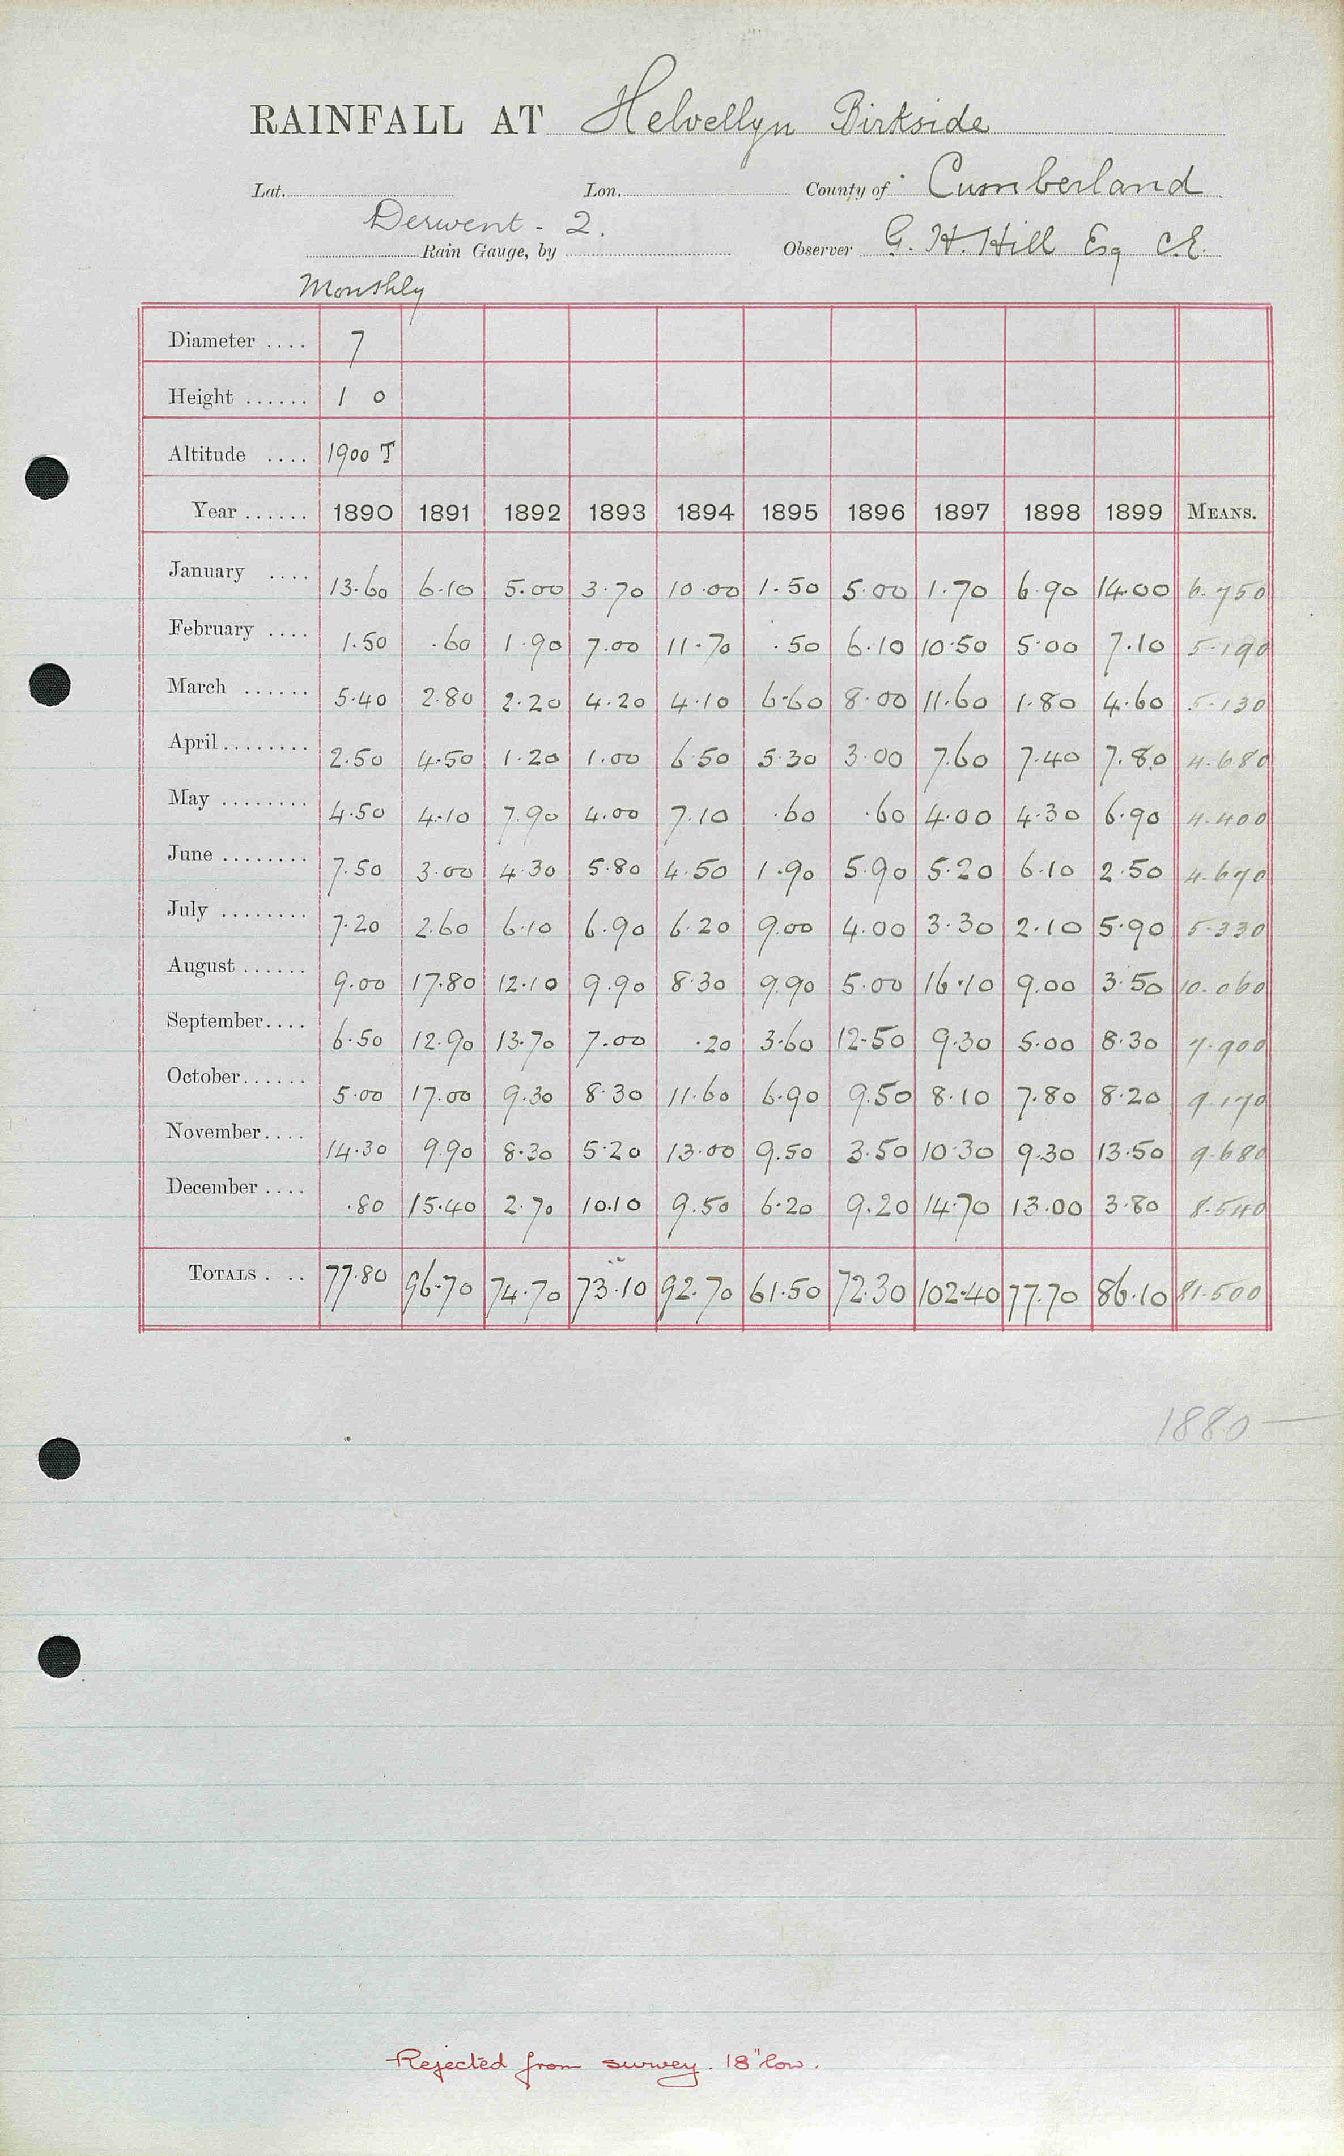 RAINFALL AT Helvellyn Birkside
Lat. Lon. County of Cumberland
Derwent - 2.
Rain Gauge, by Observer G. H. Hill Esq C.E.
Monthly
Diameter .... 7
Height ...... 1 0
Altitude .... 1900 T
Year ...... 1890 1891 1892 1893 1894 1895 1896 1897 1898 1899 MEANS.
January .... 13.60 6.10 5.00 3.70 10.00 1.50 5.00 1.70 6.90 14.00 6.750
February .... 1.50 .60 1.90 7.00 11.70 .50 6.10 10.50 5.00 7.10 5.190
March ...... 5.40 2.80 2.20 4.20 4.10 6.60 8.00 11.60 1.80 4.60 5.130
April........ 2.50 4.50 1.20 1.00 6.50 5.30 3.00 7.60 7.40 7.80 4.680
May ........ 4.50 4.10 7.90 4.00 7.10 .60 .60 4.00 4.30 6.90 4.400
June ........ 7.50 3.00 4.30 5.80 4.50 1.90 5.90 5.20 6.10 2.50 4.670
July ........ 7.20 2.60 6.10 6.90 6.20 9.00 4.00 3.30 2.10 5.90 5.330
August ...... 9.00 17.80 12.10 9.90 8.30 9.90 5.00 16.10 9.00 3.50 10.060
September.... 6.50 12.90 13.70 7.00 .20 3.60 12.50 9.30 5.00 8.30 7.900
October...... 5.00 17.00 9.30 8.30 11.60 6.90 9.50 8.10 7.80 8.20 9.170
November.... 14.30 9.90 8.30 5.20 13.00 9.50 3.50 10.30 9.30 13.50 9.680
December .... .80 15.40 2.70 10.10 9.50 6.20 9.20 14.70 13.00 3.80 8.540
TOTALS . .. 77.80 96.70 74.70 73.10 92.70 61.50 72.30 102.40 77.70 86.10 81.500
1880—
Rejected from survey. 18" low.